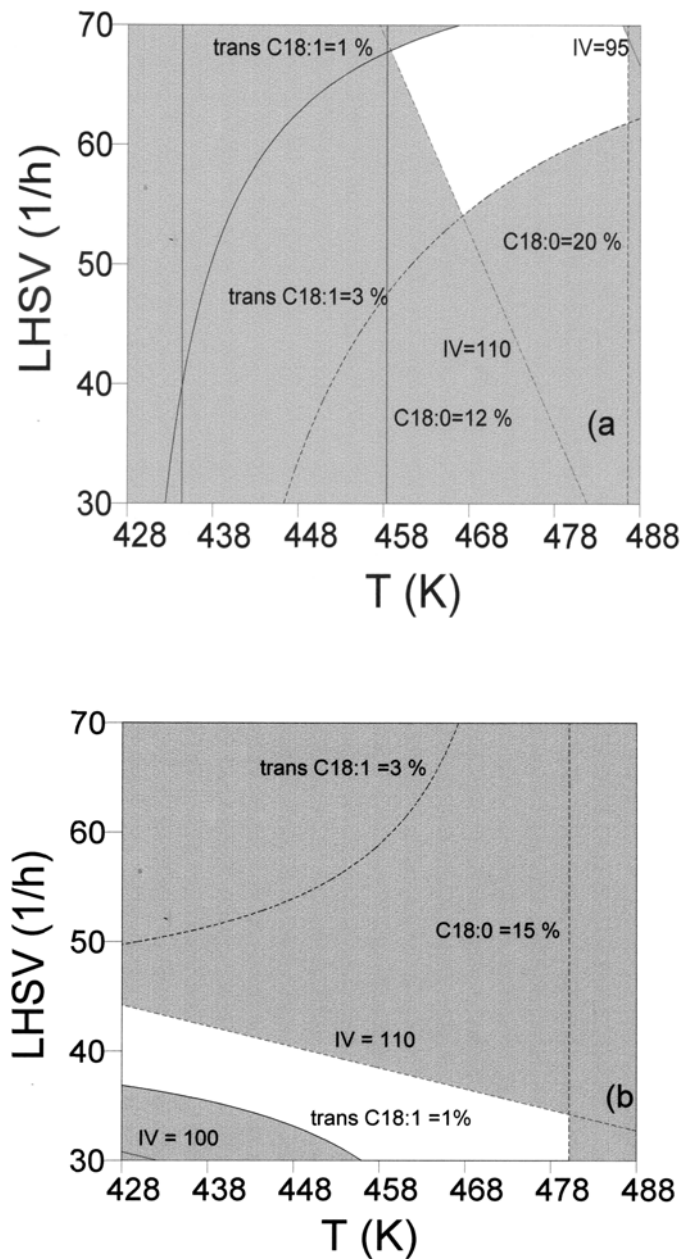 70
trans C18:1=1 %
IV=95
60
LHSV (1/h)
C18:0=20 %
50
trans C18:1=3 %
IV=110
40
C18:0=12 %
(a
30
428 438 448 458 468 478 488
T (K)
70
trans C18:1 =3 %
60
LHSV (1/h)
C18:0 =15 %
50
IV = 110
40
(b
trans C18:1 =1%
IV = 100
30
428 438 448 458 468 478 488
T (K)